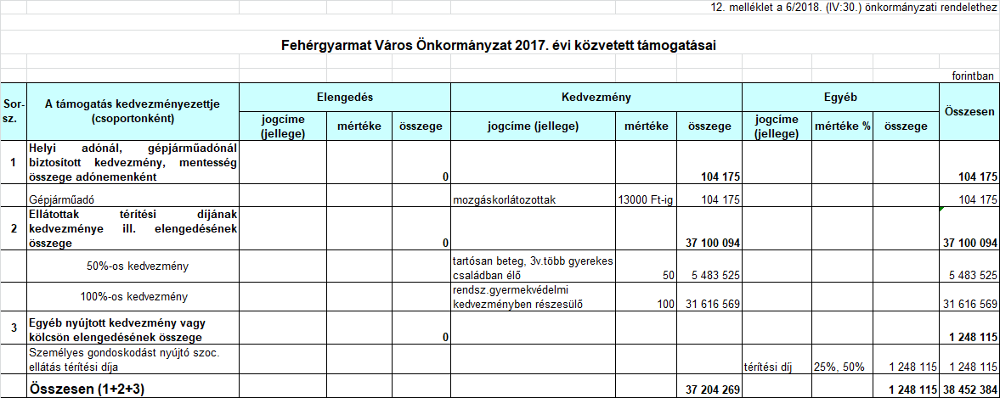 12. melléklet a 6/2018. (IV:30.) önkormányzati rendelethez
Fehérgyarmat Város Önkormányzat 2017. évi közvetett támogatásai
forintban
Sor-sz. A támogatás kedvezményezettje (csoportonként) Elengedés Kedvezmény Egyéb Összesen
jogcíme (jellege) mértéke összege jogcíme (jellege) mértéke összege jogcíme (jellege) mértéke % összege
1 Helyi adónál, gépjárműadónál
biztosított kedvezmény, mentesség
összege adónemenként 0 104 175 104 175
Gépjárműadó mozgáskorlátozottak 13000 Ft-ig 104 175 104 175
2 Ellátottak térítési díjának
kedvezménye ill. elengedésének
összege 0 37 100 094 37 100 094
50%-os kedvezmény tartósan beteg, 3v.több gyerekes
családban élő 50 5 483 525 5 483 525
100%-os kedvezmény rendsz.gyermekvédelmi
kedvezményben részesülő 100 31 616 569 31 616 569
3 Egyéb nyújtott kedvezmény vagy
kölcsön elengedésének összege 0 1 248 115
Személyes gondoskodást nyújtó szoc.
ellátás térítési díja térítési díj 25%, 50% 1 248 115 1 248 115
Összesen (1+2+3) 37 204 269 1 248 115 38 452 384